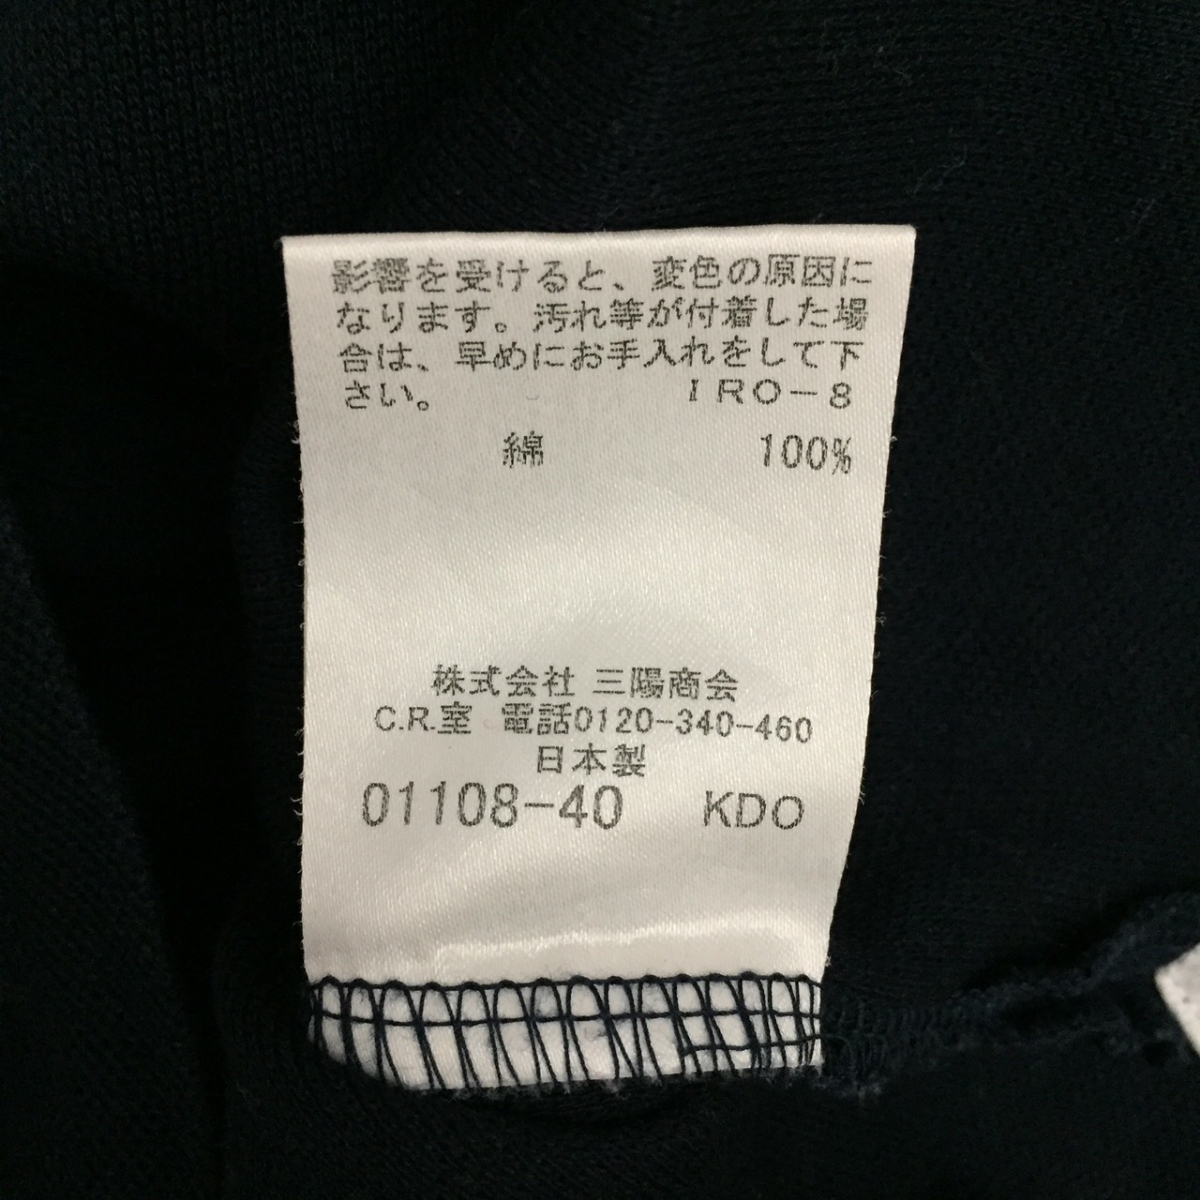 影響を受けると、変色の原因に
なります。汚れ等が付着した場
合は、早めにお手入れをして下
さい。 IRO-8
綿 100%
株式会社 三陽商会
C.R.室 電話0120-340-460
日本製
01108-40 KDO